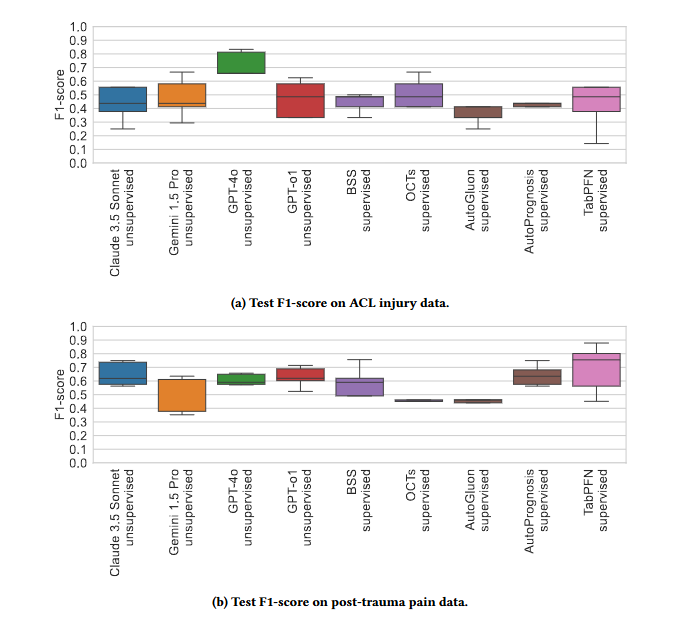 1.0
0.9
0.8
0.7
0.6
0.5
0.4
0.3
0.2
0.1
0.0
F1-score
Claude 3.5 Sonnet
unsupervised
Gemini 1.5 Pro
unsupervised
GPT-4o
unsupervised
GPT-o1
unsupervised
BSS
supervised
OCTs
supervised
AutoGluon
supervised
AutoPrognosis
supervised
TabPFN
supervised
(a) Test F1-score on ACL injury data.
1.0
0.9
0.8
0.7
0.6
0.5
0.4
0.3
0.2
0.1
0.0
F1-score
Claude 3.5 Sonnet
unsupervised
Gemini 1.5 Pro
unsupervised
GPT-4o
unsupervised
GPT-o1
unsupervised
BSS
supervised
OCTs
supervised
AutoGluon
supervised
AutoPrognosis
supervised
TabPFN
supervised
(b) Test F1-score on post-trauma pain data.